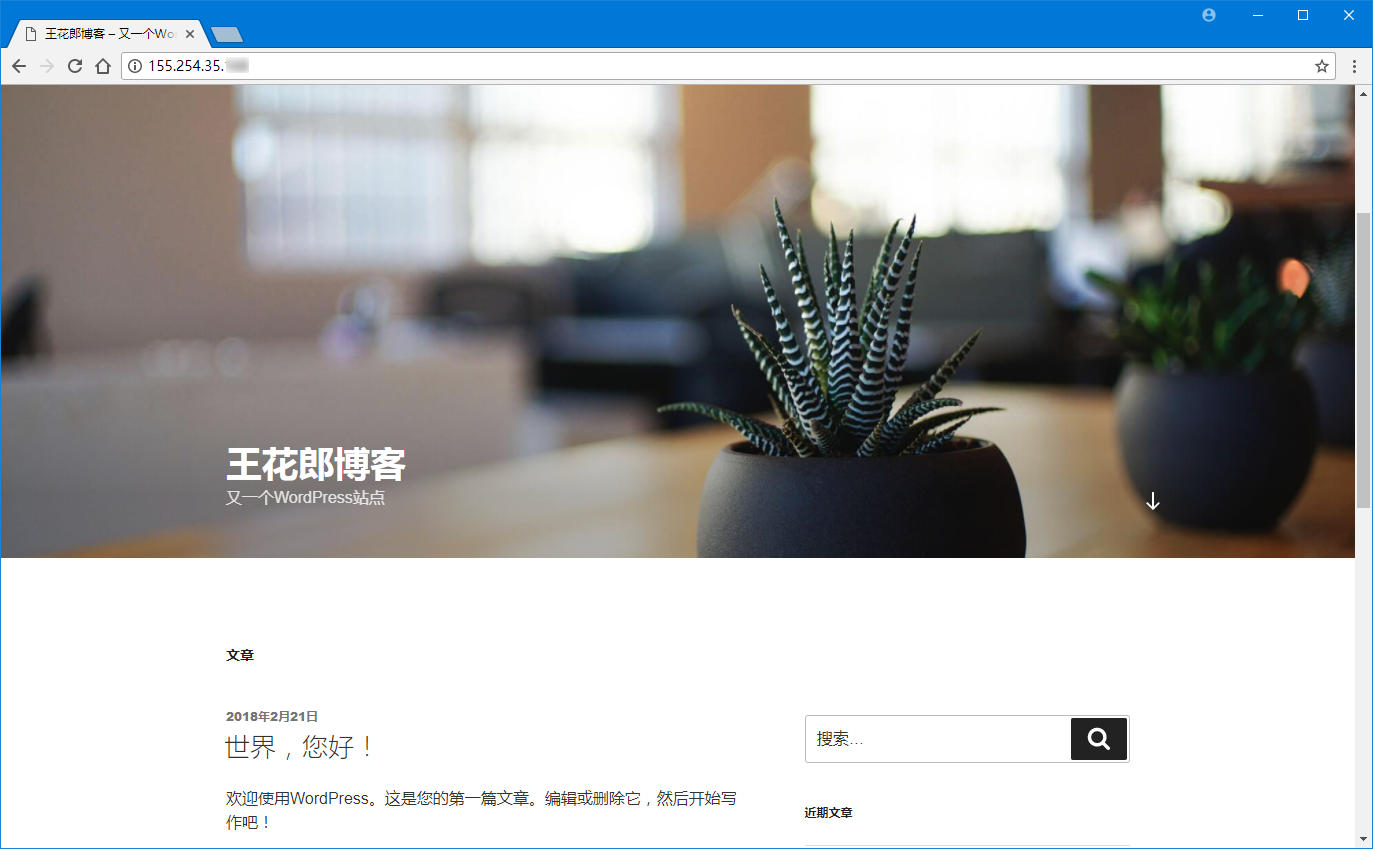 王花郎博客 – 又一个Wo
155.254.35.
王花郎博客
又一个WordPress站点
文章
2018年2月21日
世界，您好！
搜索…
欢迎使用WordPress。这是您的第一篇文章。编辑或删除它，然后开始写
作吧！
近期文章